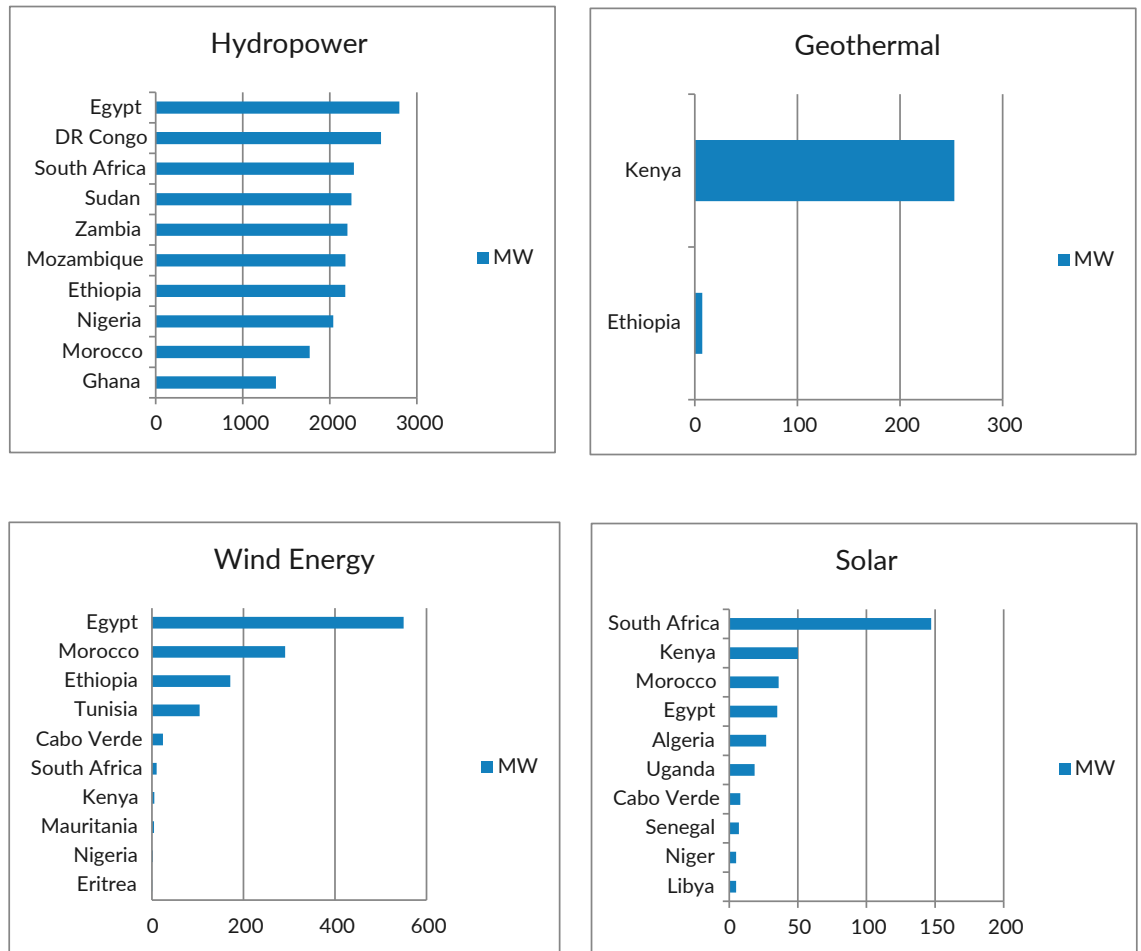 Hydropower
Egypt
DR Congo
South Africa
Sudan
Zambia
Mozambique
Ethiopia
Nigeria
Morocco
Ghana
0 1000 2000 3000
MW
Geothermal
Kenya
Ethiopia
0 100 200 300
MW
Wind Energy
Egypt
Morocco
Ethiopia
Tunisia
Cabo Verde
South Africa
Kenya
Mauritania
Nigeria
Eritrea
0 200 400 600
MW
Solar
South Africa
Kenya
Morocco
Egypt
Algeria
Uganda
Cabo Verde
Senegal
Niger
Libya
0 50 100 150 200
MW